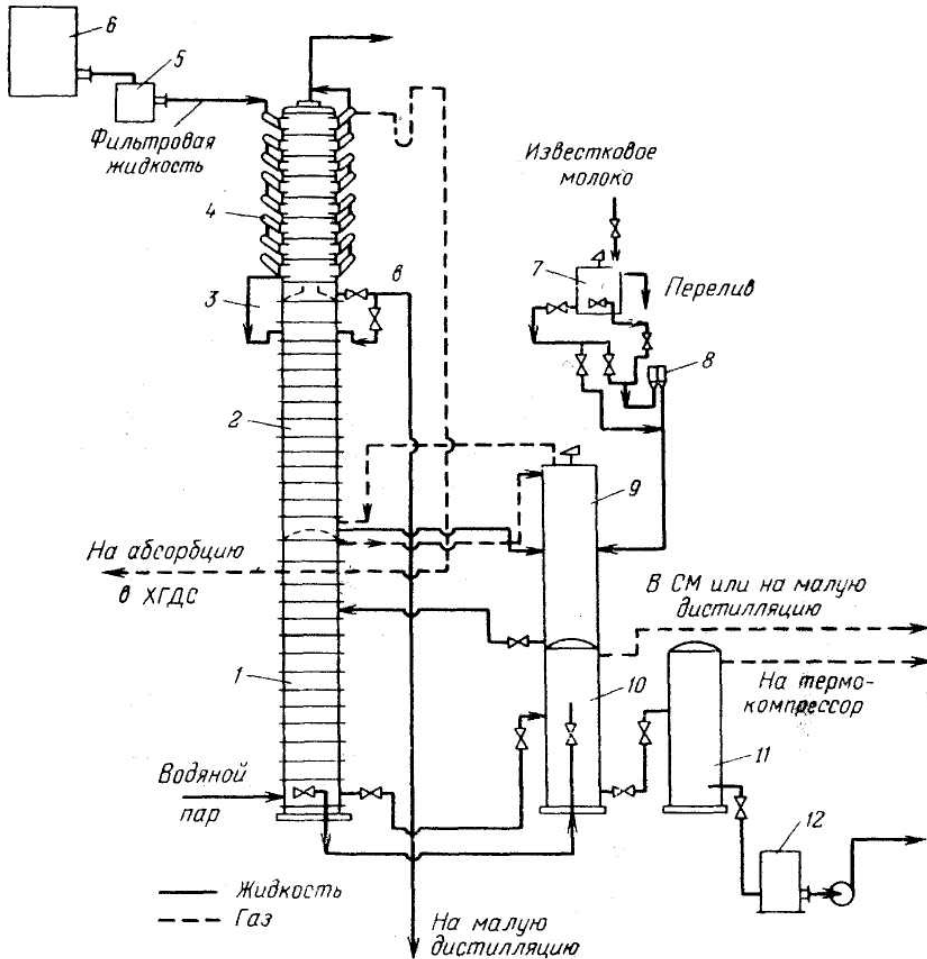 6
5
Фильтровая
жидкость
4
3
в
Известковое
молоко
7
Перелив
8
2
9
На абсорбцию
в ХГДС
В СМ или на малую
дистилляцию
1
10
На термо-
компрессор
11
Водяной
пар
12
Жидкость
Газ
На малую
дистилляцию